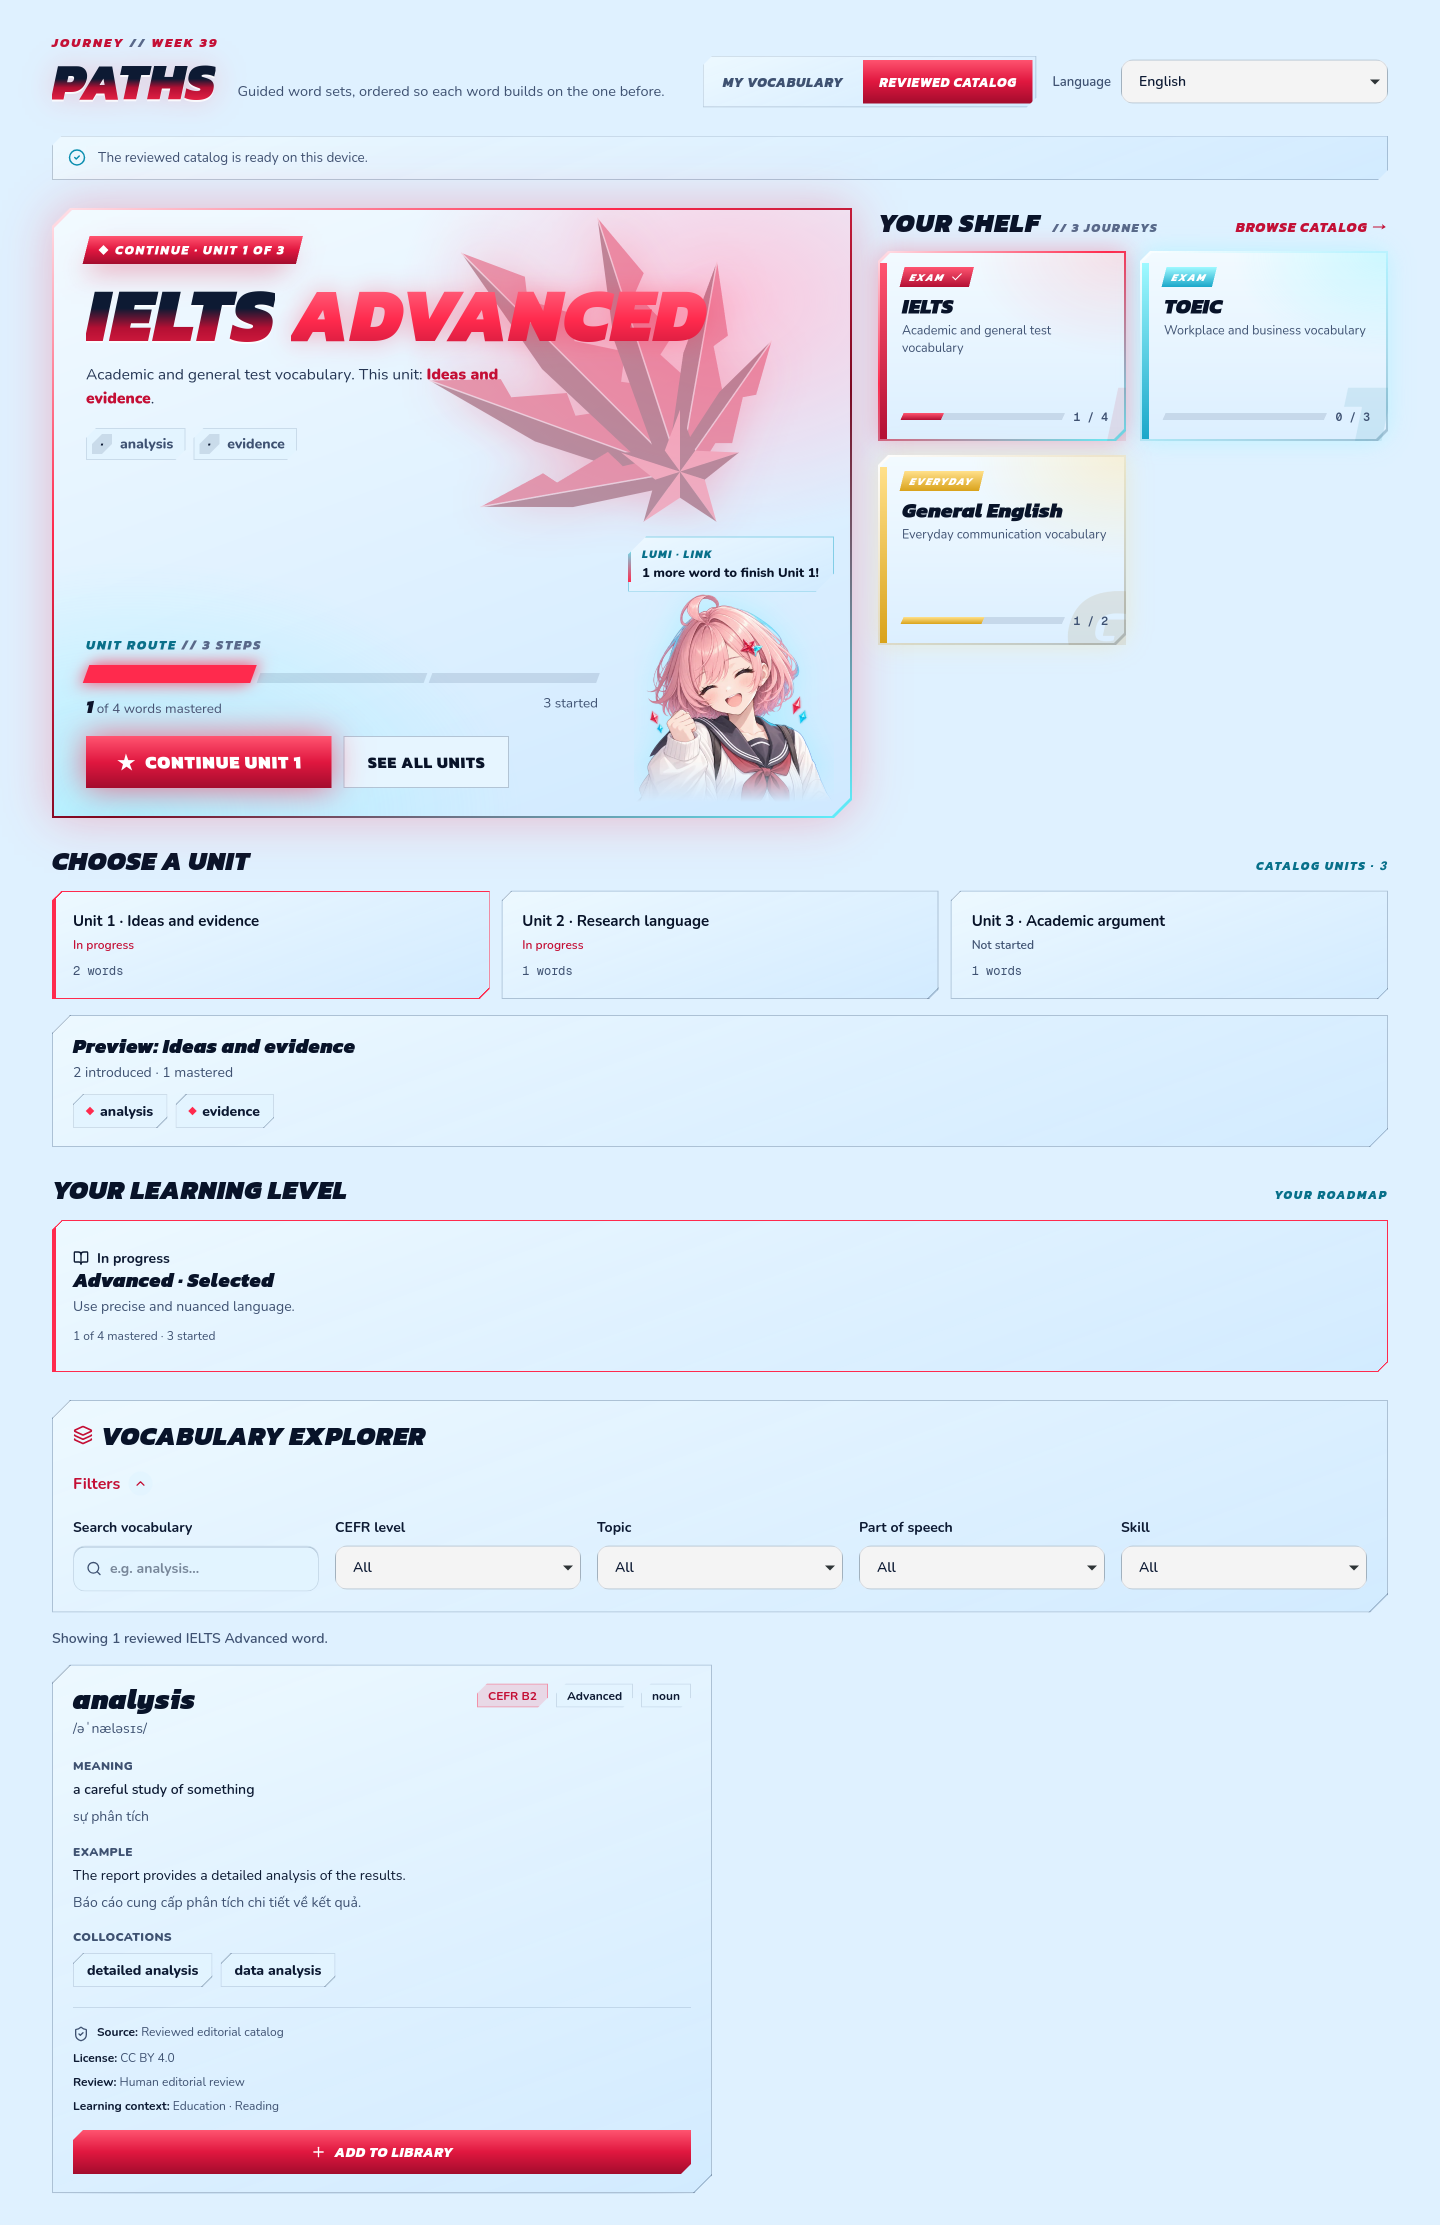 JOURNEY // WEEK 39
PATHS
Guided word sets, ordered so each word builds on the one before.
MY VOCABULARY
REVIEWED CATALOG
Language
English
The reviewed catalog is ready on this device.
◆ CONTINUE · UNIT 1 OF 3
IELTS ADVANCED
Academic and general test vocabulary. This unit: Ideas and
evidence.
analysis
evidence
LUMI · LINK
1 more word to finish Unit 1!
UNIT ROUTE // 3 STEPS
1 of 4 words mastered
3 started
★ CONTINUE UNIT 1
SEE ALL UNITS
YOUR SHELF // 3 JOURNEYS
BROWSE CATALOG →
EXAM ✓
IELTS
Academic and general test
vocabulary
1 / 4
EXAM
TOEIC
Workplace and business vocabulary
0 / 3
EVERYDAY
General English
Everyday communication vocabulary
1 / 2
CHOOSE A UNIT
CATALOG UNITS · 3
Unit 1 · Ideas and evidence
In progress
2 words
Unit 2 · Research language
In progress
1 words
Unit 3 · Academic argument
Not started
1 words
Preview: Ideas and evidence
2 introduced · 1 mastered
◆ analysis
◆ evidence
YOUR LEARNING LEVEL
YOUR ROADMAP
In progress
Advanced · Selected
Use precise and nuanced language.
1 of 4 mastered · 3 started
VOCABULARY EXPLORER
Filters
Search vocabulary
e.g. analysis...
CEFR level
All
Topic
All
Part of speech
All
Skill
All
Showing 1 reviewed IELTS Advanced word.
analysis
CEFR B2
Advanced
noun
/əˈnæləsɪs/
MEANING
a careful study of something
sự phân tích
EXAMPLE
The report provides a detailed analysis of the results.
Báo cáo cung cấp phân tích chi tiết về kết quả.
COLLOCATIONS
detailed analysis
data analysis
Source: Reviewed editorial catalog
License: CC BY 4.0
Review: Human editorial review
Learning context: Education · Reading
+ ADD TO LIBRARY